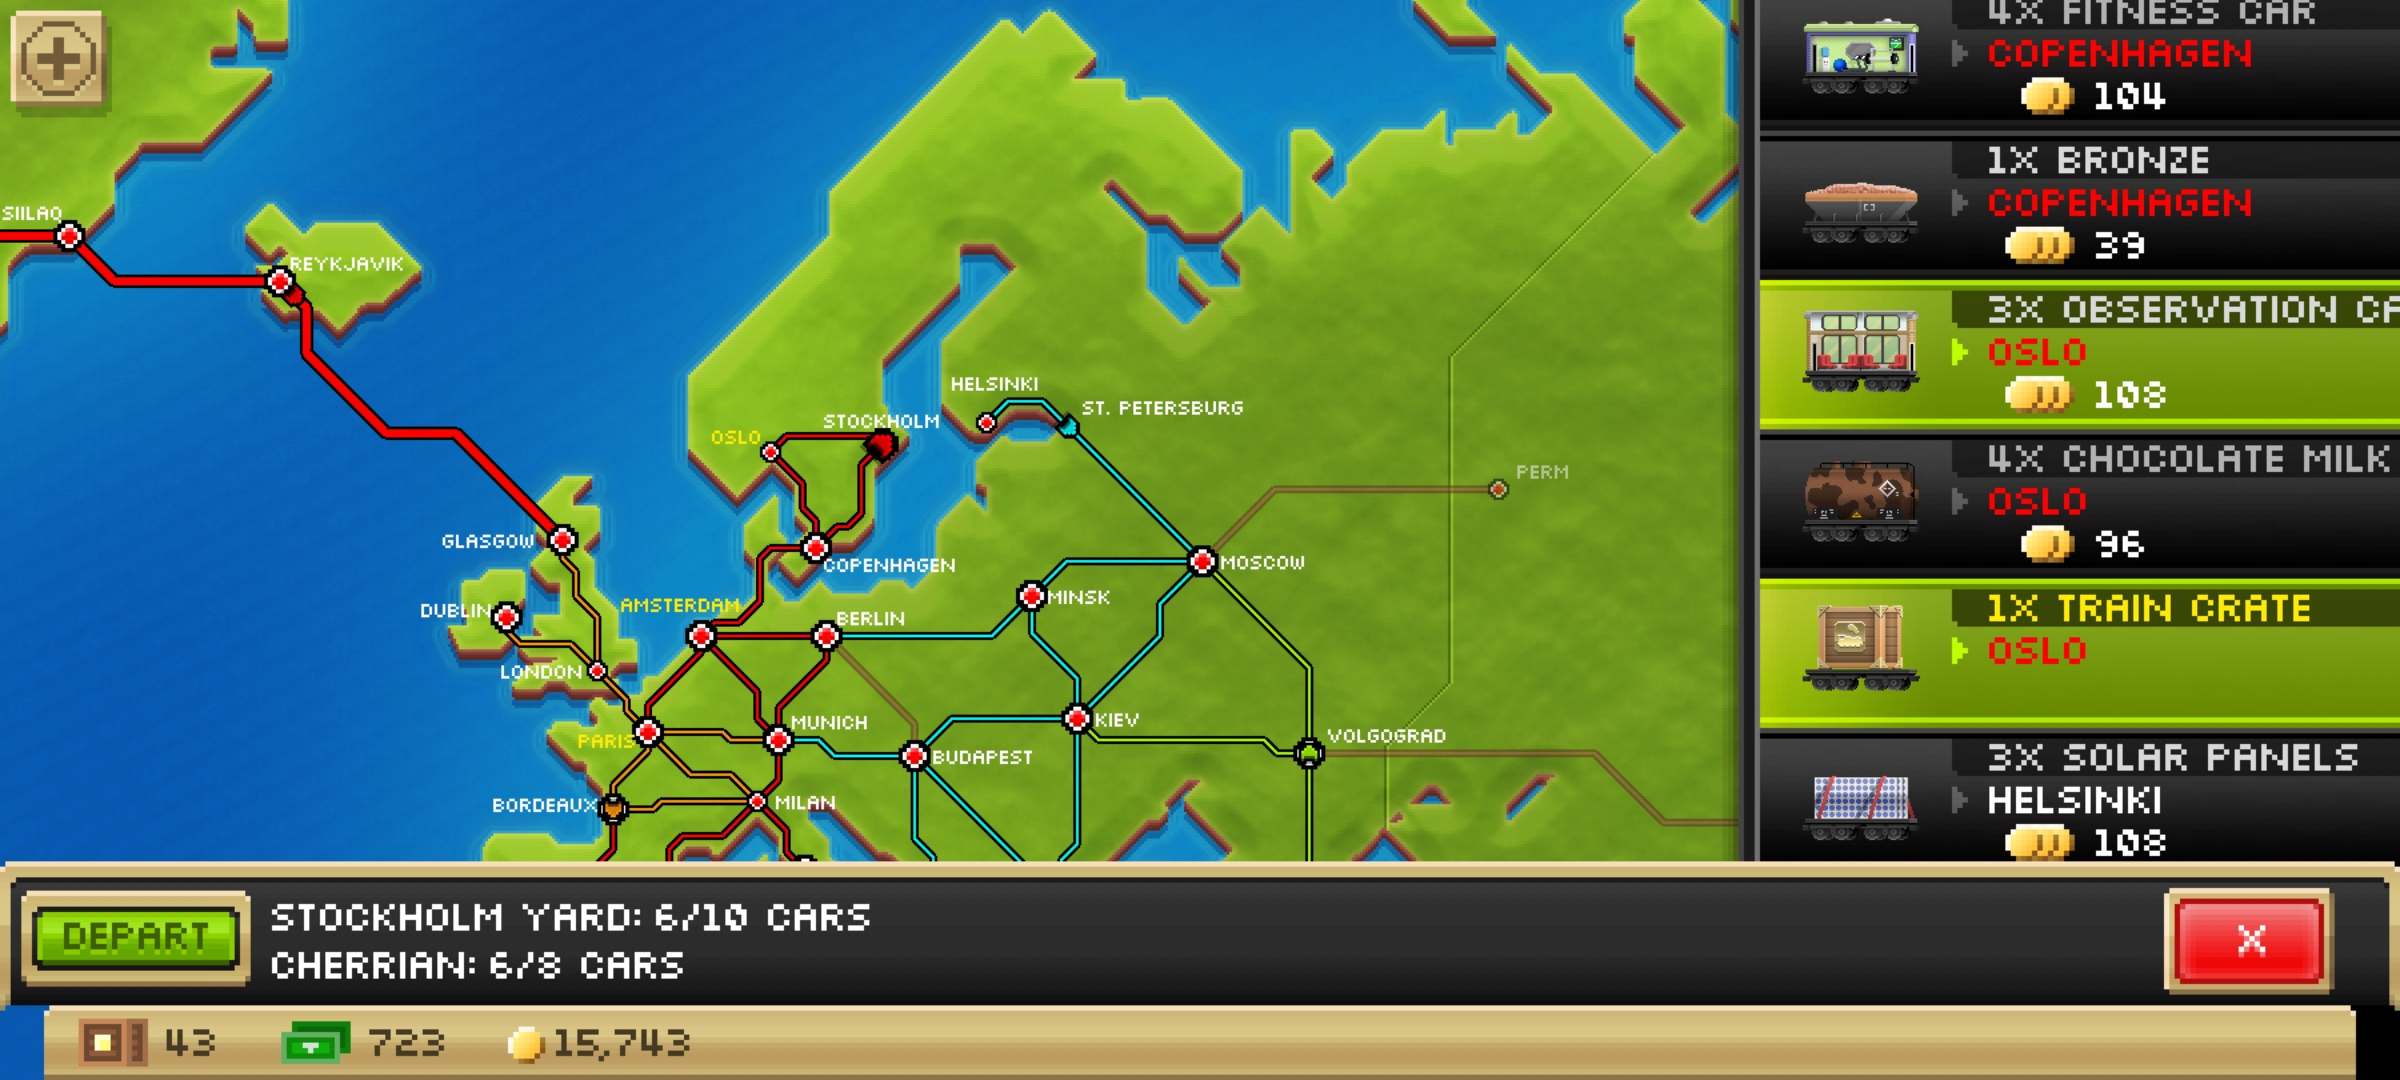 SIILAQ
REYKJAVIK
GLASGOW
DUBLIN
LONDON
AMSTERDAM
PARIS
BORDEAUX
OSLO
STOCKHOLM
HELSINKI
ST. PETERSBURG
COPENHAGEN
BERLIN
MUNICH
MILAN
BUDAPEST
MINSK
MOSCOW
KIEV
VOLGOGRAD
PERM
4X FITNESS CAR
COPENHAGEN
104
1X BRONZE
COPENHAGEN
39
3X OBSERVATION CA
OSLO
108
4X CHOCOLATE MILK
OSLO
96
1X TRAIN CRATE
OSLO
3X SOLAR PANELS
HELSINKI
108
DEPART
STOCKHOLM YARD: 6/10 CARS
CHERRIAN: 6/8 CARS
X
43
723
15,743